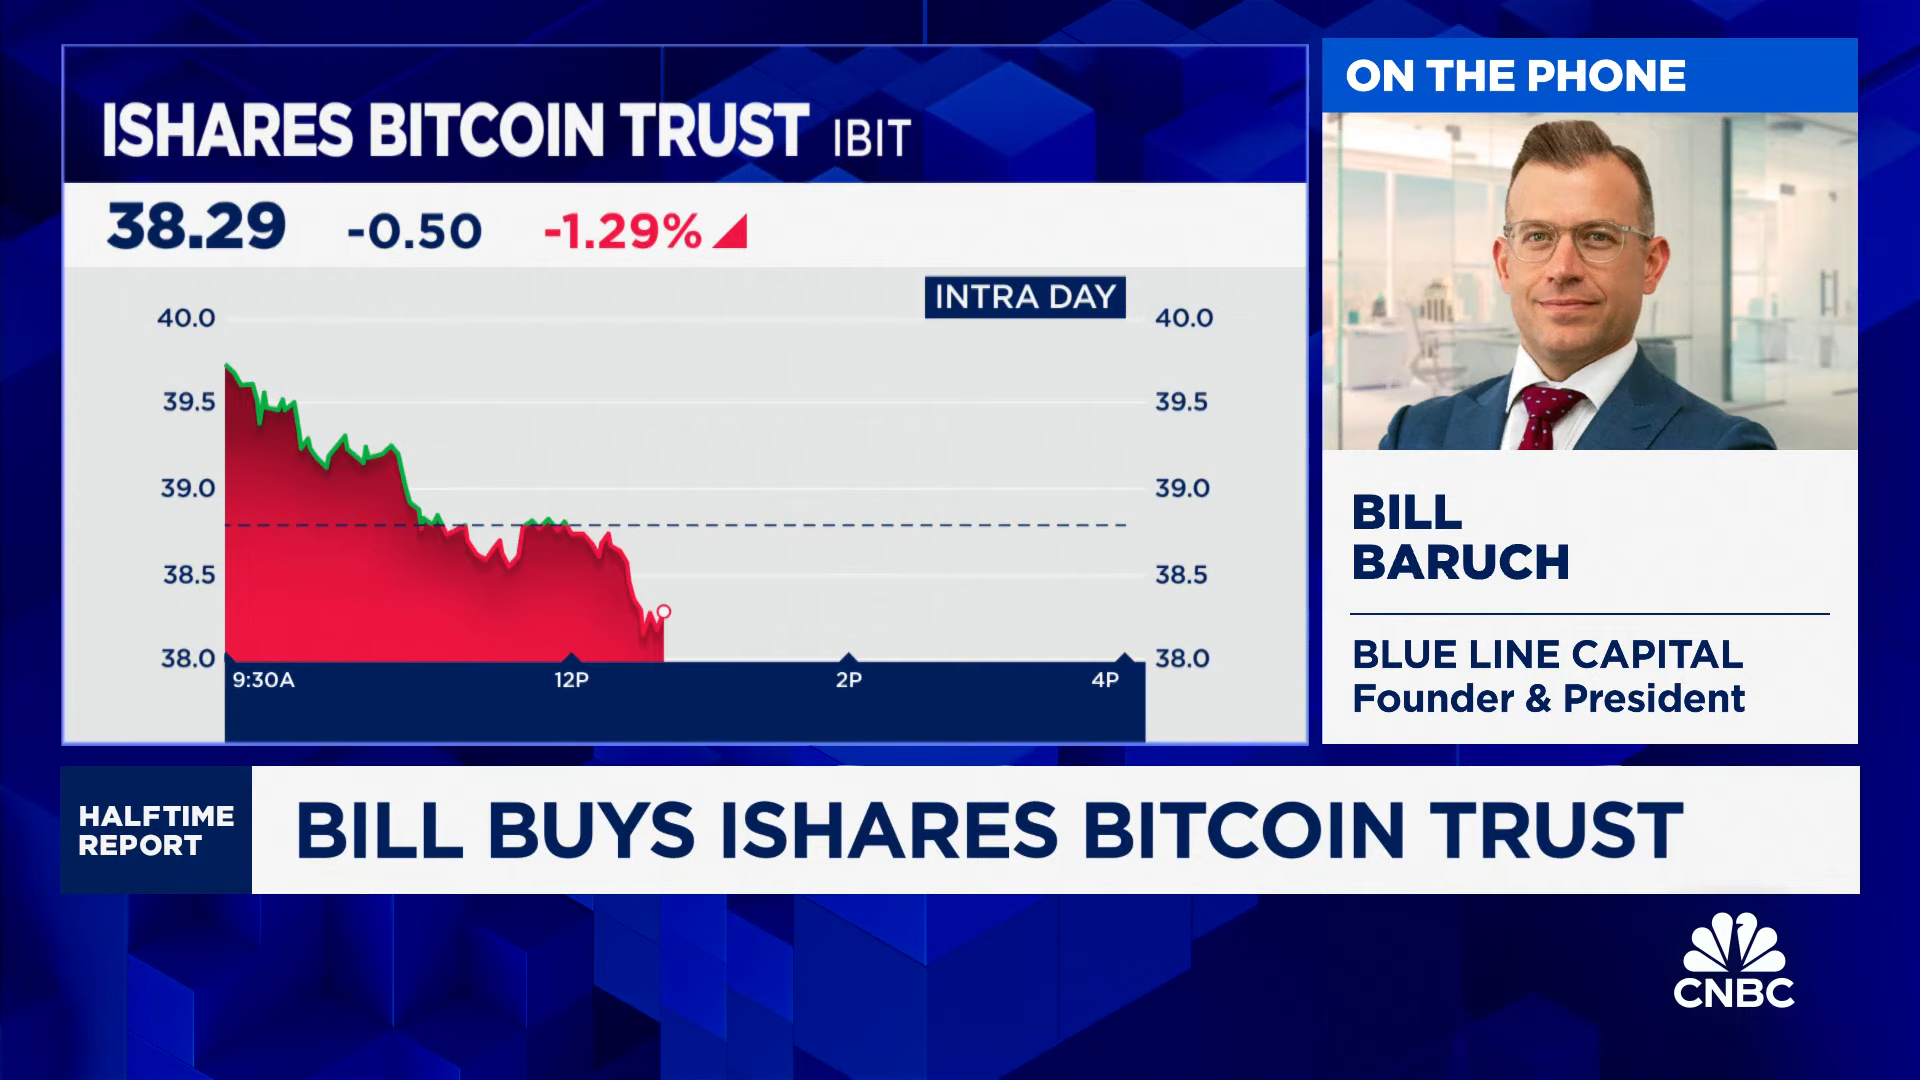 ISHARES BITCOIN TRUST IBIT
38.29 -0.50 -1.29%
INTRA DAY
40.0 40.0
39.5 39.5
39.0 39.0
38.5 38.5
38.0 38.0
9:30A 12P 2P 4P
ON THE PHONE
BILL
BARUCH
BLUE LINE CAPITAL
Founder & President
HALFTIME
REPORT
BILL BUYS ISHARES BITCOIN TRUST
CNBC